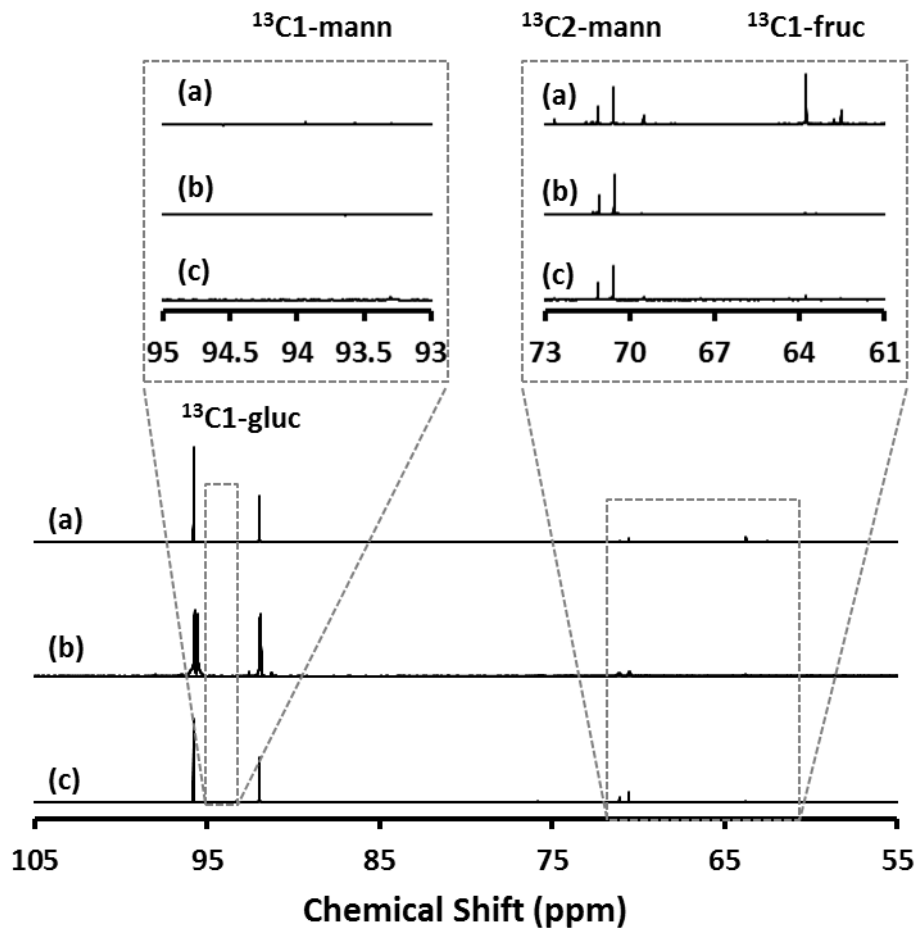 ¹³C1-mann ¹³C2-mann ¹³C1-fruc
(a) (a)
(b) (b)
(c) (c)
95 94.5 94 93.5 93 73 70 67 64 61
¹³C1-gluc
(a)
(b)
(c)
105 95 85 75 65 55
Chemical Shift (ppm)